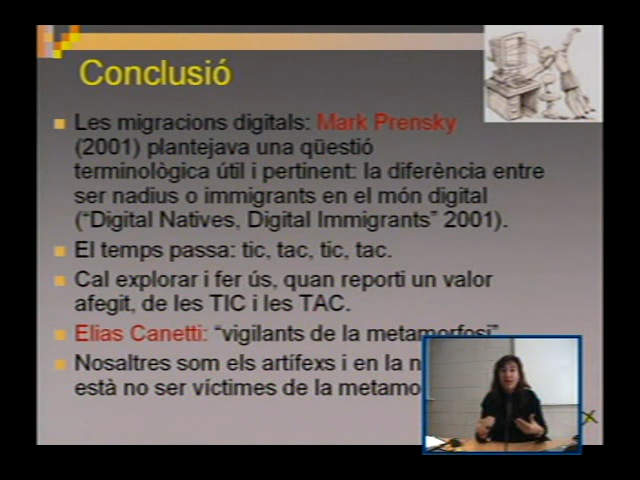 Conclusió
Les migracions digitals: Mark Prensky
(2001) plantejava una qüestió
terminològica útil i pertinent: la diferència entre
ser nadius o immigrants en el món digital
("Digital Natives, Digital Immigrants" 2001).
El temps passa: tic, tac, tic, tac.
Cal explorar i fer ús, quan reporti un valor
afegit, de les TIC i les TAC.
Elias Canetti: "vigilants de la metamorfosi"
Nosaltres som els artífexs i en la
està no ser víctimes de la